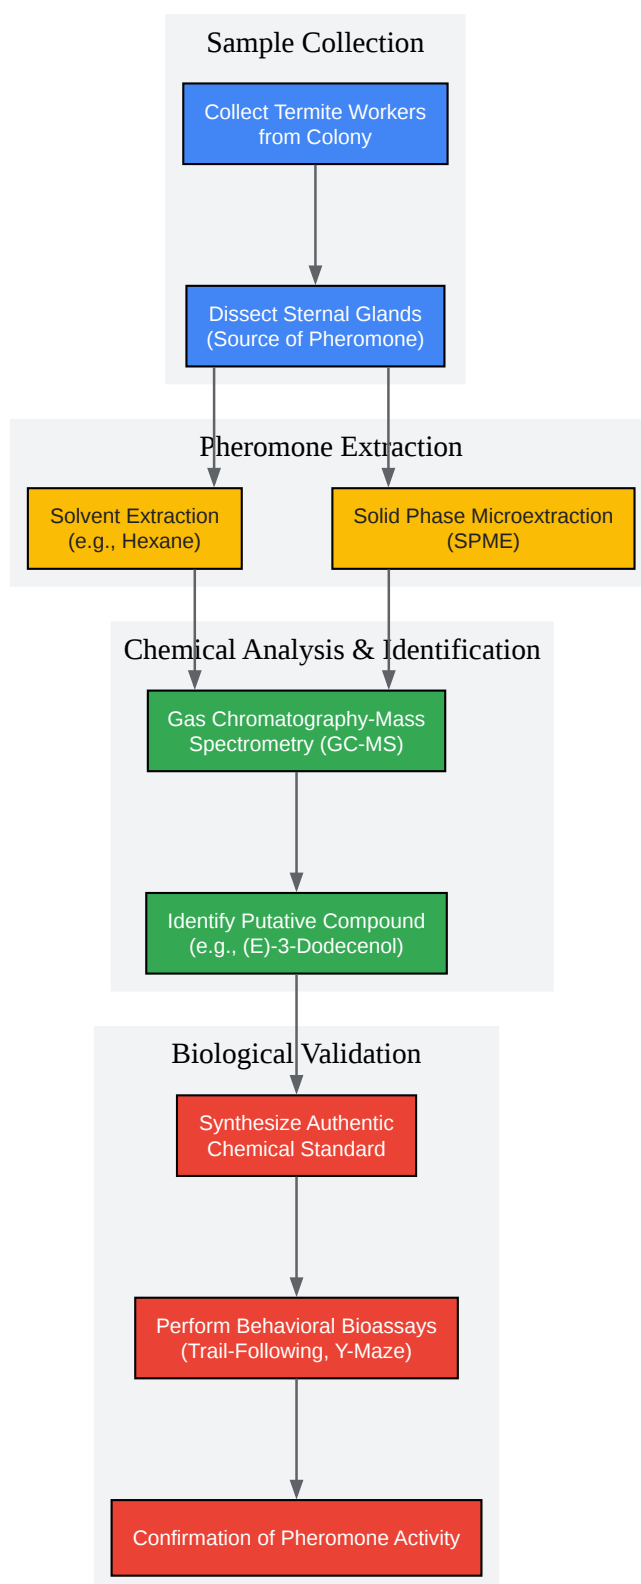 Sample Collection
Collect Termite Workers
from Colony
Dissect Sternal Glands
(Source of Pheromone)
Pheromone Extraction
Solvent Extraction
(e.g., Hexane)
Solid Phase Microextraction
(SPME)
Chemical Analysis & Identification
Gas Chromatography-Mass
Spectrometry (GC-MS)
Identify Putative Compound
(e.g., (E)-3-Dodecenol)
Biological Validation
Synthesize Authentic
Chemical Standard
Perform Behavioral Bioassays
(Trail-Following, Y-Maze)
Confirmation of Pheromone Activity